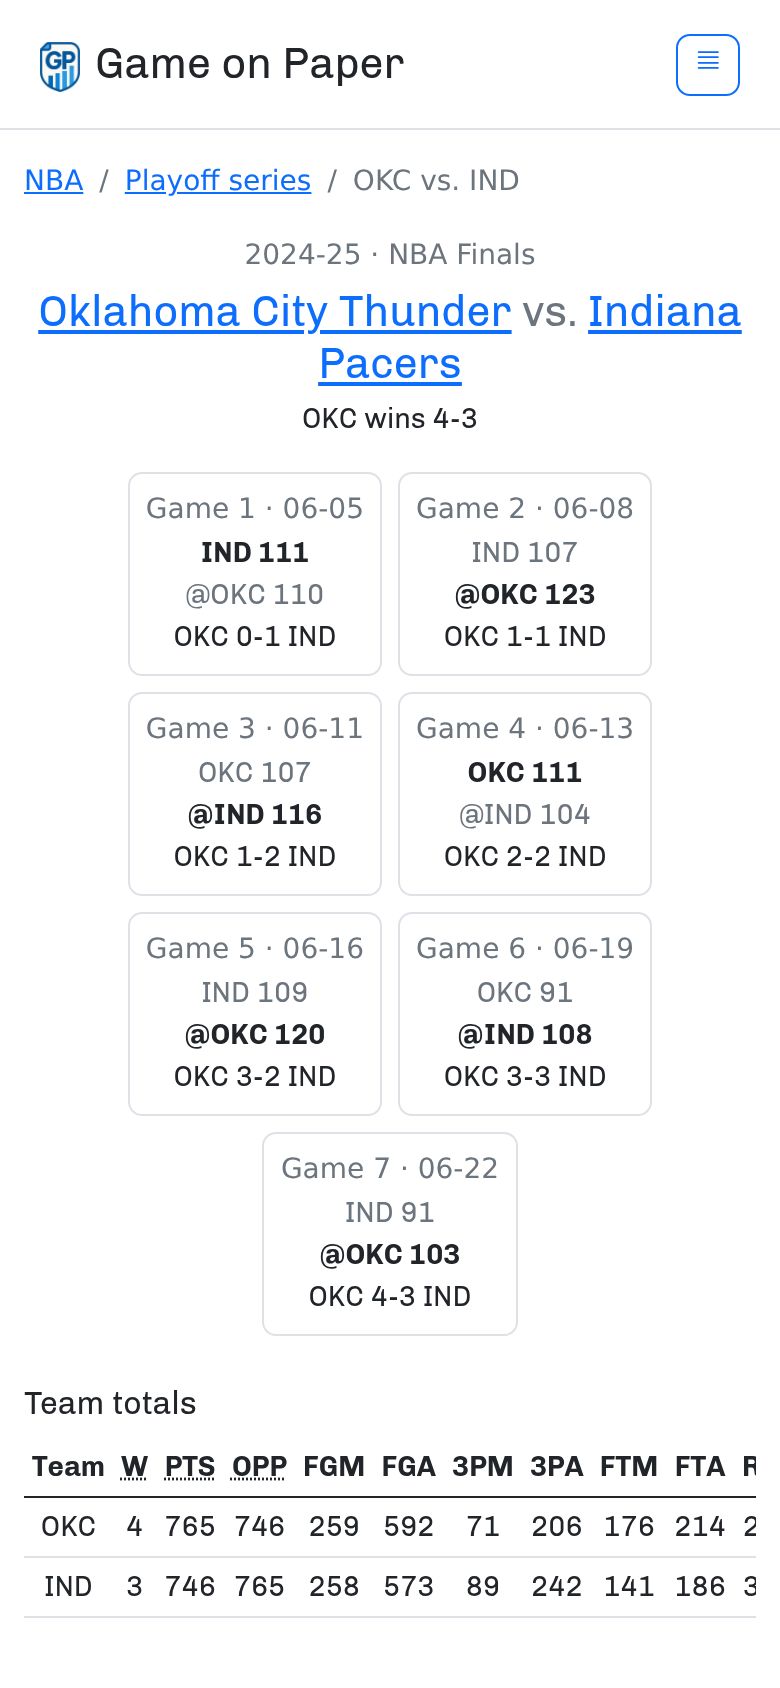 GP Game on Paper
NBA / Playoff series / OKC vs. IND
2024-25 · NBA Finals
Oklahoma City Thunder vs. Indiana
Pacers
OKC wins 4-3
Game 1 · 06-05
IND 111
@OKC 110
OKC 0-1 IND
Game 2 · 06-08
IND 107
@OKC 123
OKC 1-1 IND
Game 3 · 06-11
OKC 107
@IND 116
OKC 1-2 IND
Game 4 · 06-13
OKC 111
@IND 104
OKC 2-2 IND
Game 5 · 06-16
IND 109
@OKC 120
OKC 3-2 IND
Game 6 · 06-19
OKC 91
@IND 108
OKC 3-3 IND
Game 7 · 06-22
IND 91
@OKC 103
OKC 4-3 IND
Team totals
Team W PTS OPP FGM FGA 3PM 3PA FTM FTA
OKC 4 765 746 259 592 71 206 176 214
IND 3 746 765 258 573 89 242 141 186